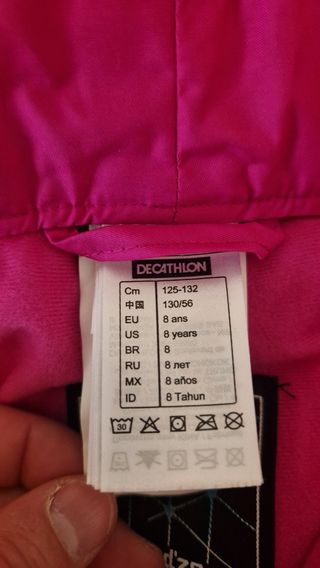 DECATHLON
Cm 125-132
中国 130/56
EU 8 ans
US 8 years
BR 8
RU 8 лет
MX 8 años
ID 8 Tahun
30